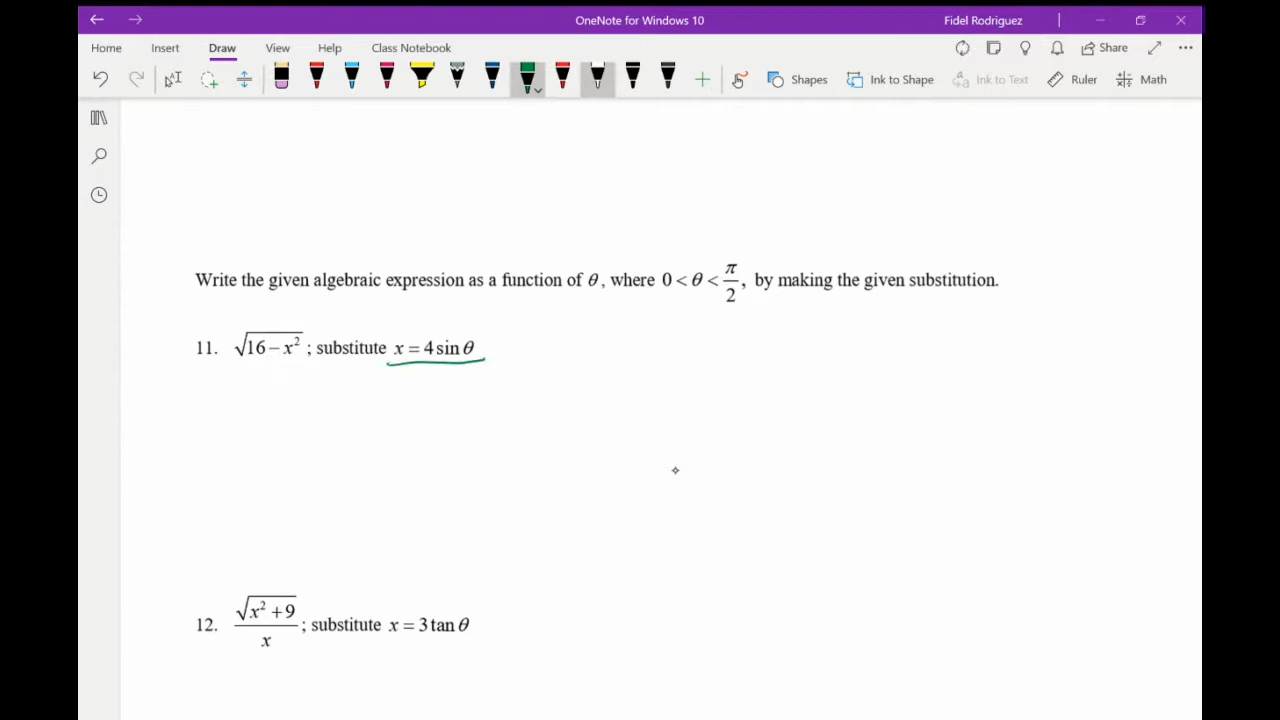 OneNote for Windows 10
Fidel Rodriguez
Home Insert Draw View Help Class Notebook Share
Shapes Ink to Shape Ink to Text Ruler Math
Write the given algebraic expression as a function of θ, where 0 < θ < π/2, by making the given substitution.
11. √(16 − x²) ; substitute x = 4 sin θ
12. √(x² + 9)/x ; substitute x = 3 tan θ